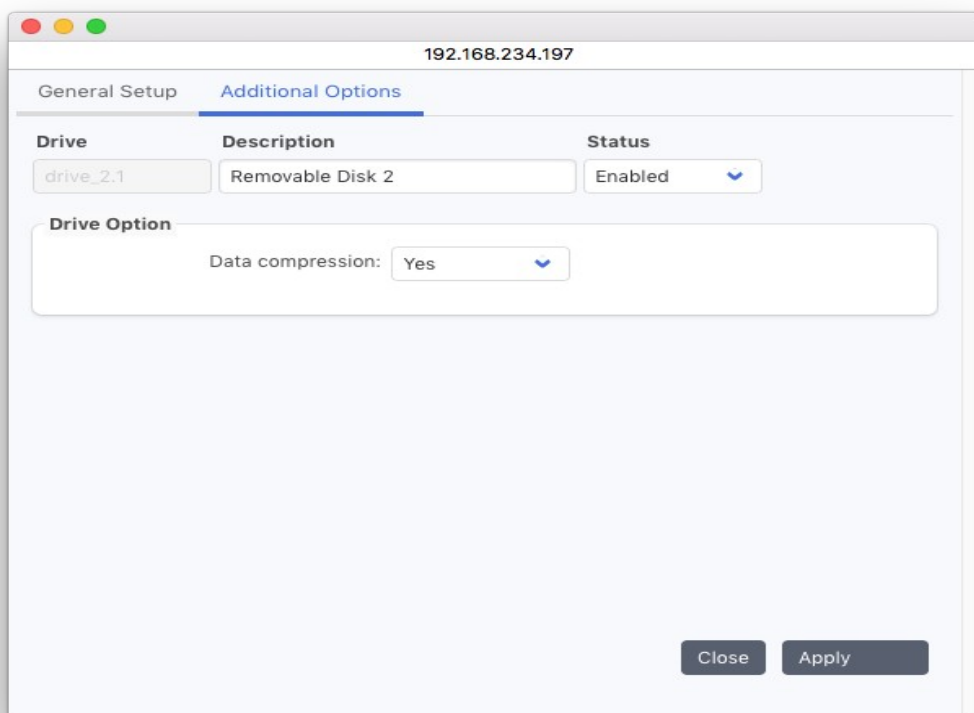 192.168.234.197
General Setup Additional Options
Drive Description Status
drive_2.1 Removable Disk 2 Enabled
Drive Option
Data compression: Yes
Close Apply